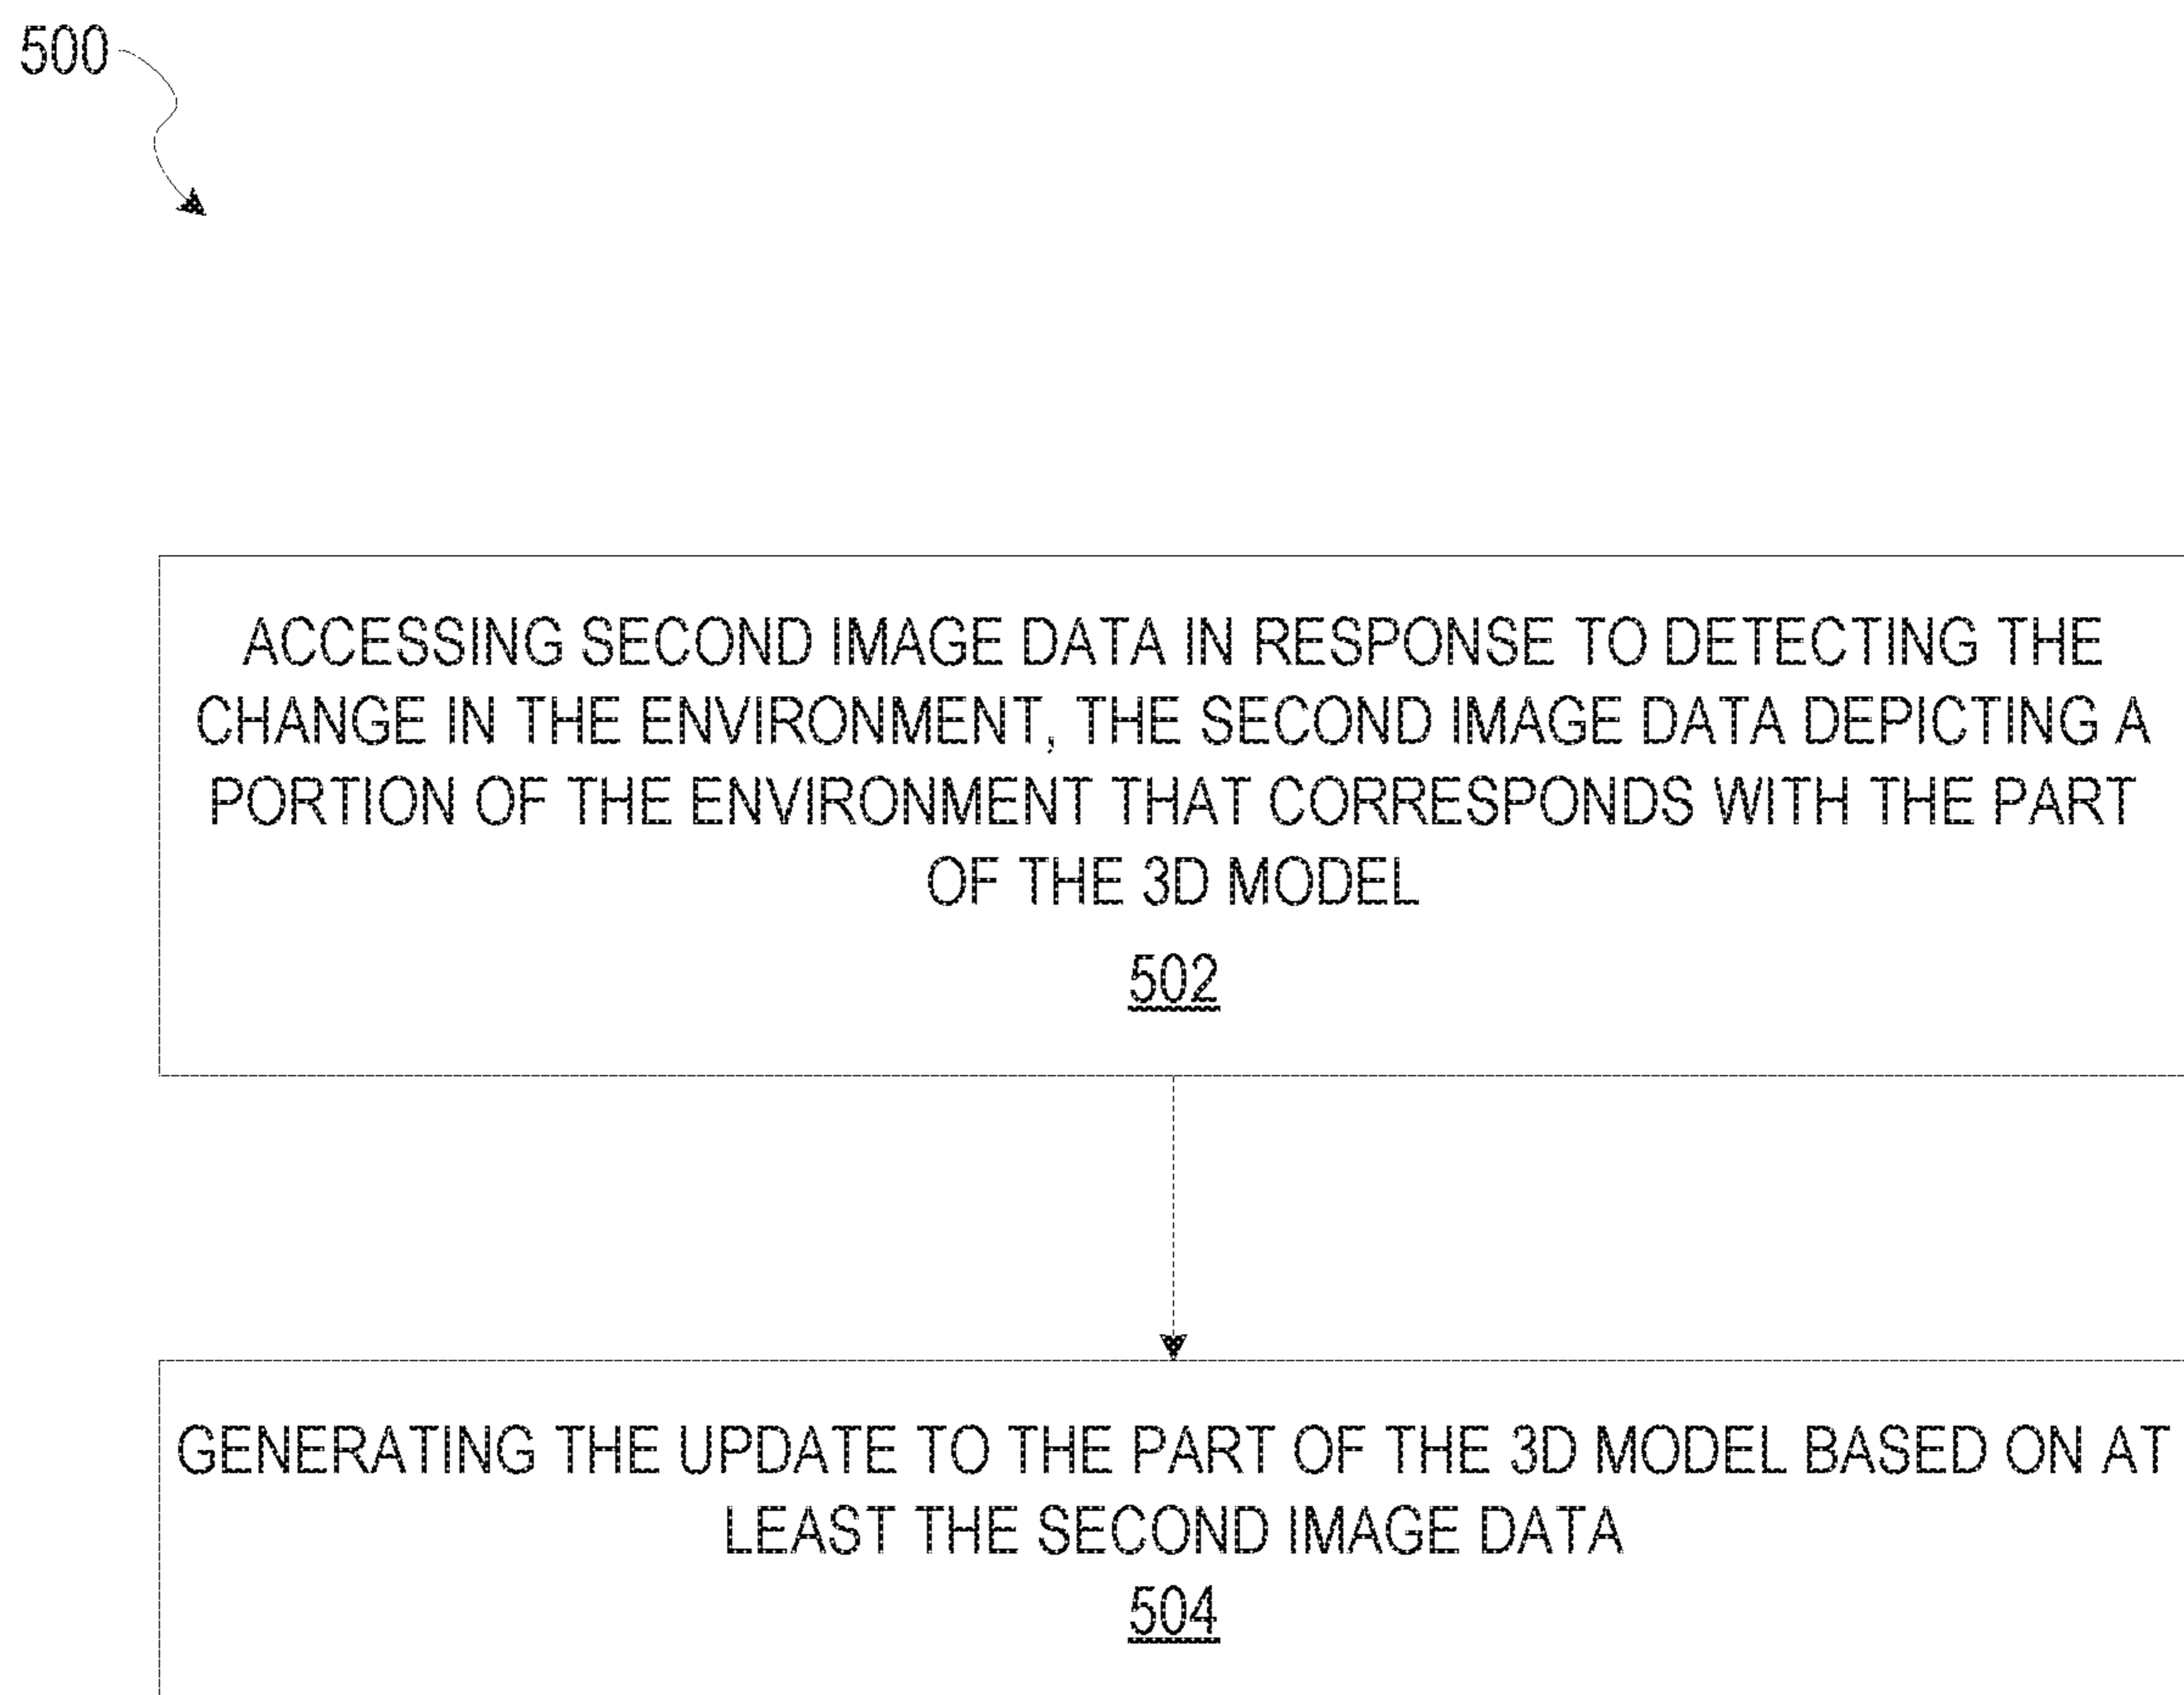 500
ACCESSING SECOND IMAGE DATA IN RESPONSE TO DETECTING THE
CHANGE IN THE ENVIRONMENT, THE SECOND IMAGE DATA DEPICTING A
PORTION OF THE ENVIRONMENT THAT CORRESPONDS WITH THE PART
OF THE 3D MODEL
502
GENERATING THE UPDATE TO THE PART OF THE 3D MODEL BASED ON AT
LEAST THE SECOND IMAGE DATA
504